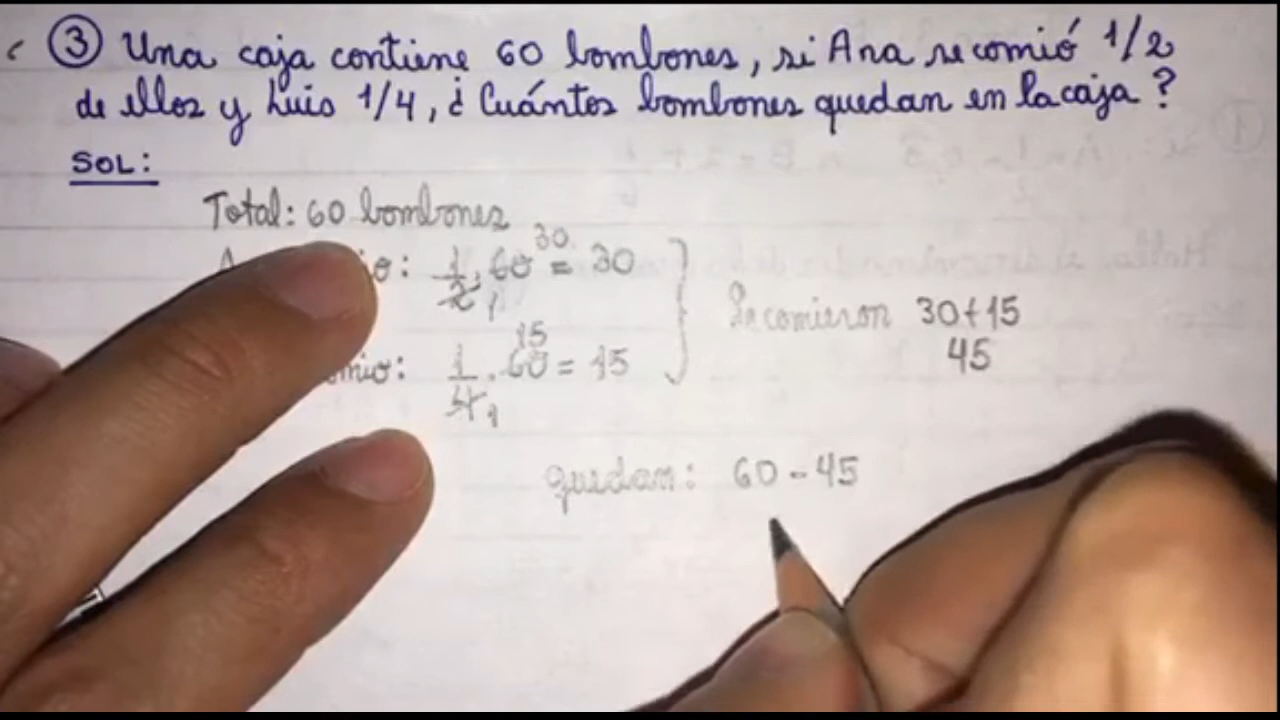 ③ Una caja contiene 60 bombones, si Ana se comió 1/2
de ellos y Luis 1/4, ¿ Cuántos bombones quedan en la caja ?
SOL:
Total: 60 bombones
1/2 . 60 = 30
30
1
1/4 . 60 = 15
15
1
Se comieron 30+15
45
quedan: 60 - 45